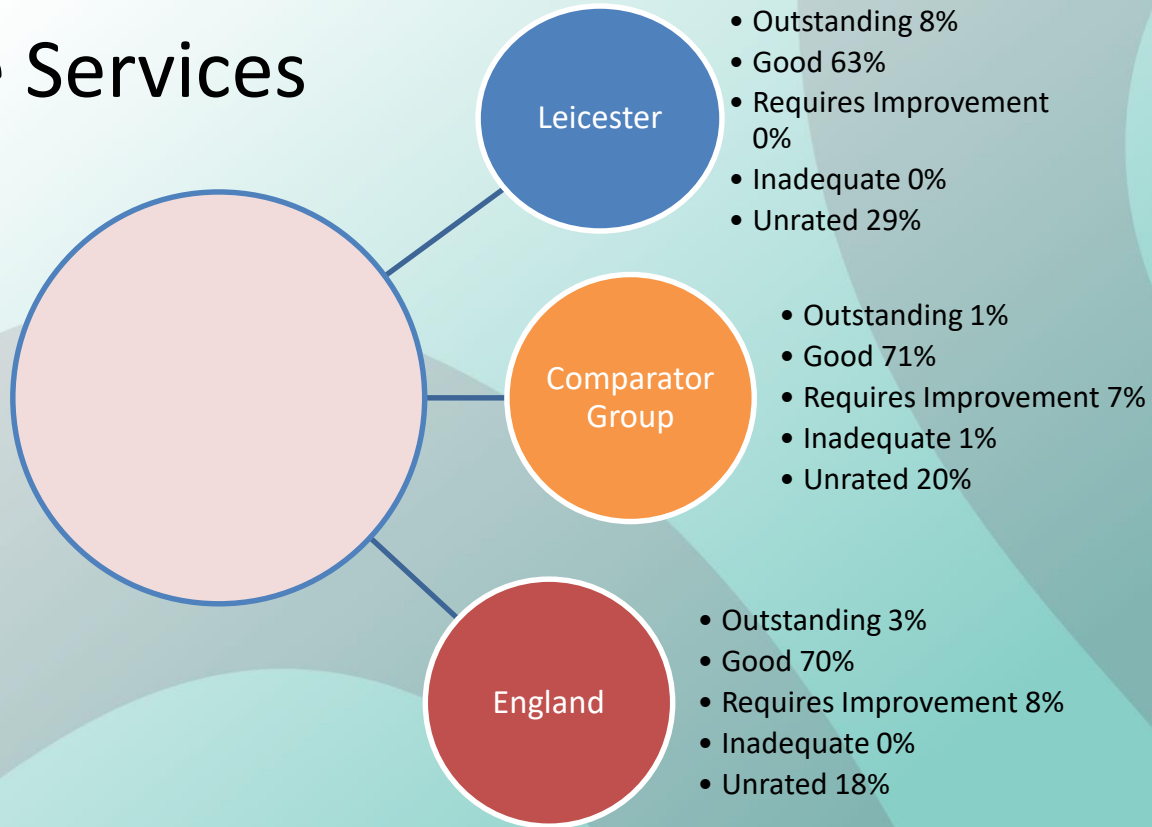 Services
Leicester
• Outstanding 8%
• Good 63%
• Requires Improvement
0%
• Inadequate 0%
• Unrated 29%
Comparator
Group
• Outstanding 1%
• Good 71%
• Requires Improvement 7%
• Inadequate 1%
• Unrated 20%
England
• Outstanding 3%
• Good 70%
• Requires Improvement 8%
• Inadequate 0%
• Unrated 18%